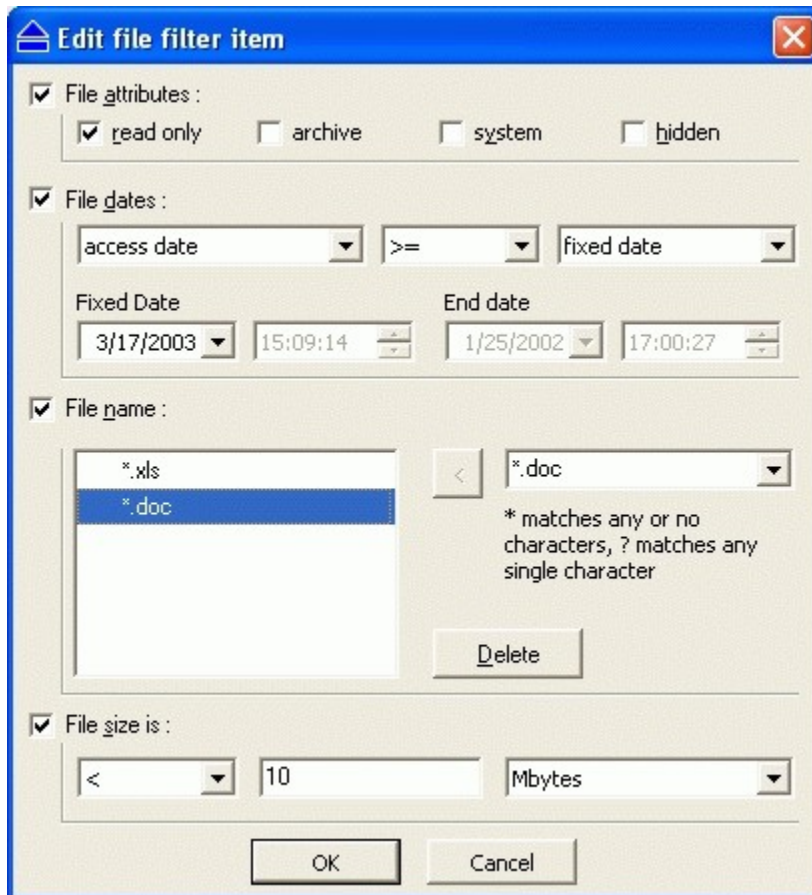 Edit file filter item
File attributes :
read only archive system hidden
File dates :
access date >= fixed date
Fixed Date End date
3/17/2003 15:09:14 1/25/2002 17:00:27
File name :
*.xls
*.doc
< *.doc
* matches any or no
characters, ? matches any
single character
Delete
File size is :
< 10 Mbytes
OK Cancel